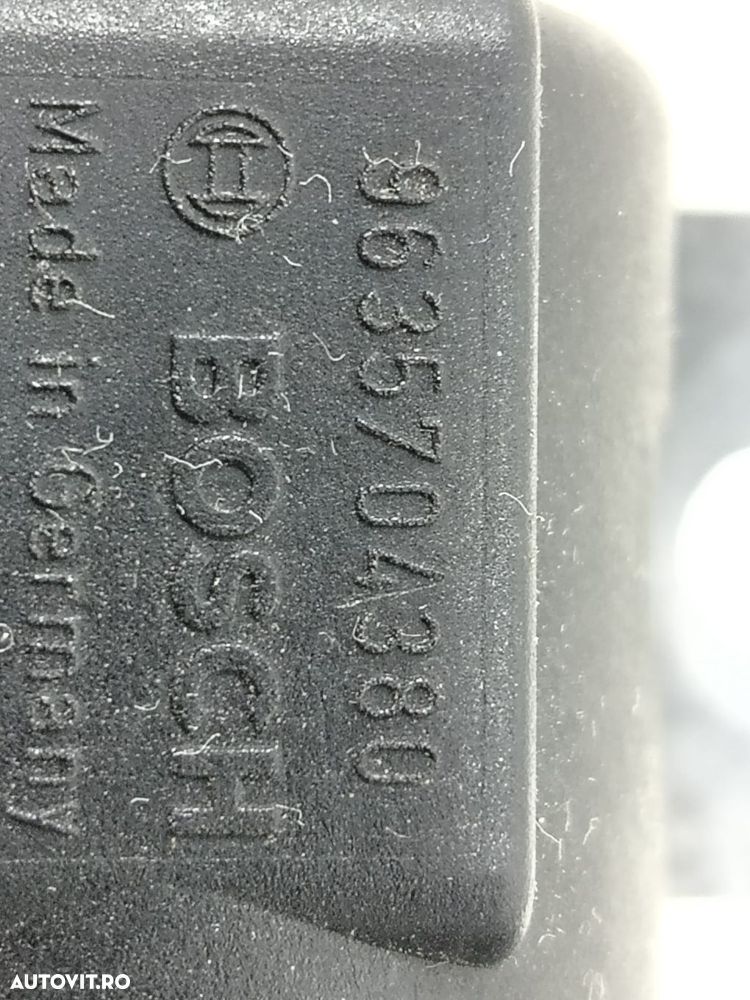 9635704380
BOSCH
Made in Germany
AUTOVIT.RO